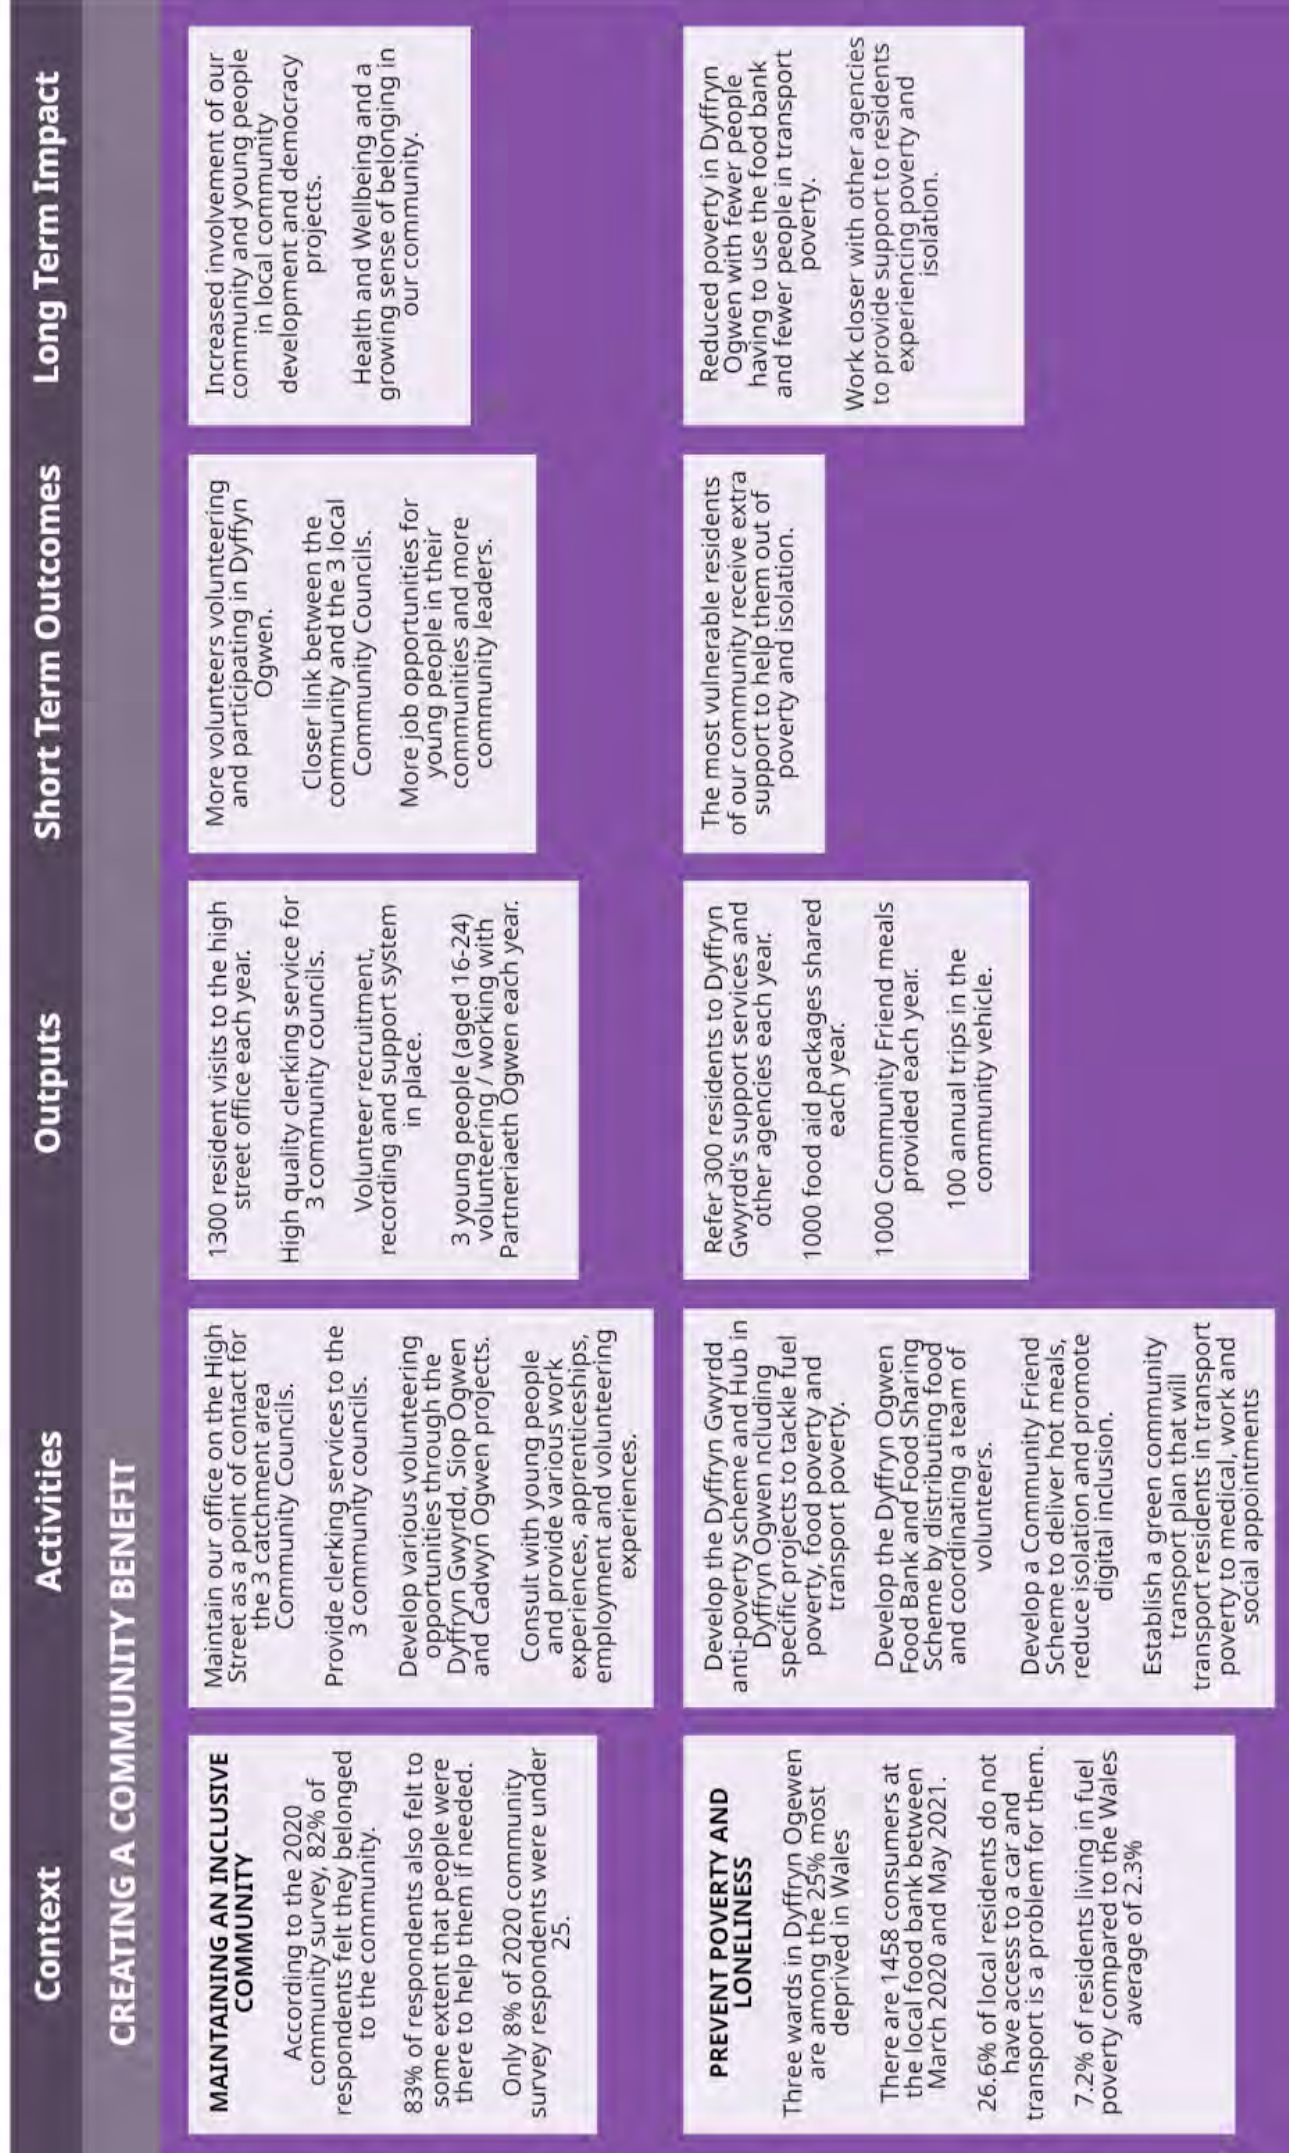 Context
Activities
Outputs
Short Term Outcomes
Long Term Impact
CREATING A COMMUNITY BENEFIT
MAINTAINING AN INCLUSIVE
COMMUNITY
According to the 2020
community survey, 82% of
respondents felt they belonged
to the community.
83% of respondents also felt to
some extent that people were
there to help them if needed.
Only 8% of 2020 community
survey respondents were under
25.
Maintain our office on the High
Street as a point of contact for
the 3 catchment area
Community Councils.
Provide clerking services to the
3 community councils.
Develop various volunteering
opportunities through the
Dyffryn Gwyrdd, Siop Ogwen
and Cadwyn Ogwen projects.
Consult with young people
and provide various work
experiences, apprenticeships,
employment and volunteering
experiences.
1300 resident visits to the high
street office each year.
High quality clerking service for
3 community councils.
Volunteer recruitment,
recording and support system
in place.
3 young people (aged 16-24)
volunteering / working with
Partneriaeth Ogwen each year.
More volunteers volunteering
and participating in Dyffyn
Ogwen.
Closer link between the
community and the 3 local
Community Councils.
More job opportunities for
young people in their
communities and more
community leaders.
Increased involvement of our
community and young people
in local community
development and democracy
projects.
Health and Wellbeing and a
growing sense of belonging in
our community.
PREVENT POVERTY AND
LONELINESS
Three wards in Dyffryn Ogewen
are among the 25% most
deprived in Wales
There are 1458 consumers at
the local food bank between
March 2020 and May 2021.
26.6% of local residents do not
have access to a car and
transport is a problem for them.
7.2% of residents living in fuel
poverty compared to the Wales
average of 2.3%
Develop the Dyffryn Gwyrdd
anti-poverty scheme and Hub in
Dyffryn Ogwen including
specific projects to tackle fuel
poverty, food poverty and
transport poverty.
Develop the Dyffryn Ogwen
Food Bank and Food Sharing
Scheme by distributing food
and coordinating a team of
volunteers.
Develop a Community Friend
Scheme to deliver hot meals,
reduce isolation and promote
digital inclusion.
Establish a green community
transport plan that will
transport residents in transport
poverty to medical, work and
social appointments
Refer 300 residents to Dyffryn
Gwyrdd's support services and
other agencies each year.
1000 food aid packages shared
each year.
1000 Community Friend meals
provided each year.
100 annual trips in the
community vehicle.
The most vulnerable residents
of our community receive extra
support to help them out of
poverty and isolation.
Reduced poverty in Dyffryn
Ogwen with fewer people
having to use the food bank
and fewer people in transport
poverty.
Work closer with other agencies
to provide support to residents
experiencing poverty and
isolation.